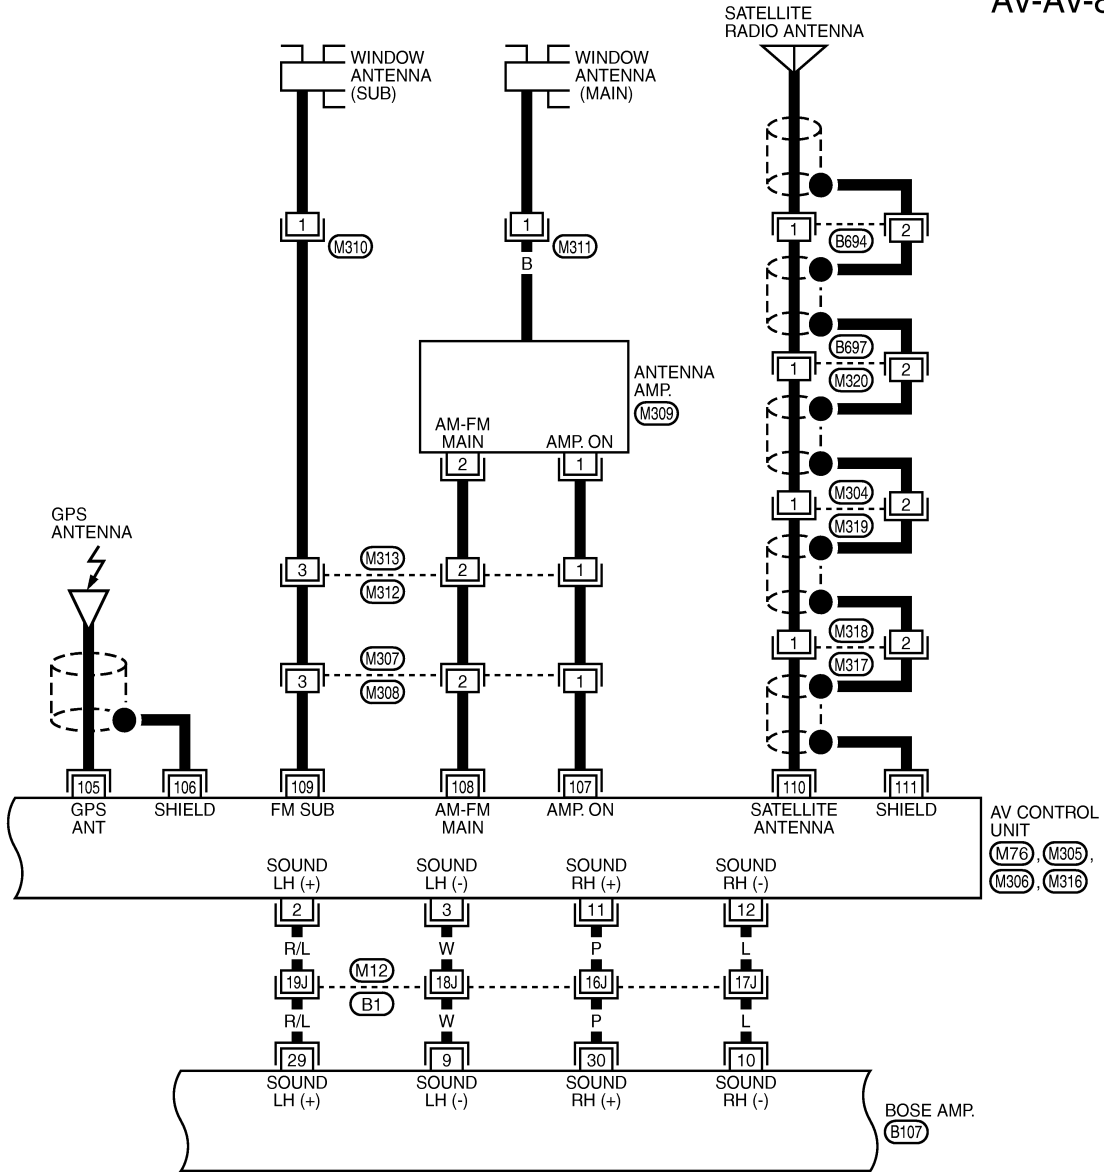 AV-AV-8
SATELLITE
RADIO ANTENNA
WINDOW
ANTENNA
(SUB)
WINDOW
ANTENNA
(MAIN)
1
M310
1
M311
B
1
2
B694
ANTENNA
AMP.
M309
AM-FM
MAIN
AMP. ON
2
1
B697
1
2
M320
GPS
ANTENNA
M304
1
2
M319
M313
3
2
1
M312
M318
1
2
M317
M307
3
2
1
M308
105
106
109
108
107
110
111
GPS
ANT
SHIELD
FM SUB
AM-FM
MAIN
AMP. ON
SATELLITE
ANTENNA
SHIELD
AV CONTROL
UNIT
M76 , M305 ,
M306 , M316
SOUND
LH (+)
SOUND
LH (-)
SOUND
RH (+)
SOUND
RH (-)
2
3
11
12
R/L
W
P
L
M12
19J
18J
16J
17J
B1
R/L
W
P
L
29
9
30
10
SOUND
LH (+)
SOUND
LH (-)
SOUND
RH (+)
SOUND
RH (-)
BOSE AMP.
B107